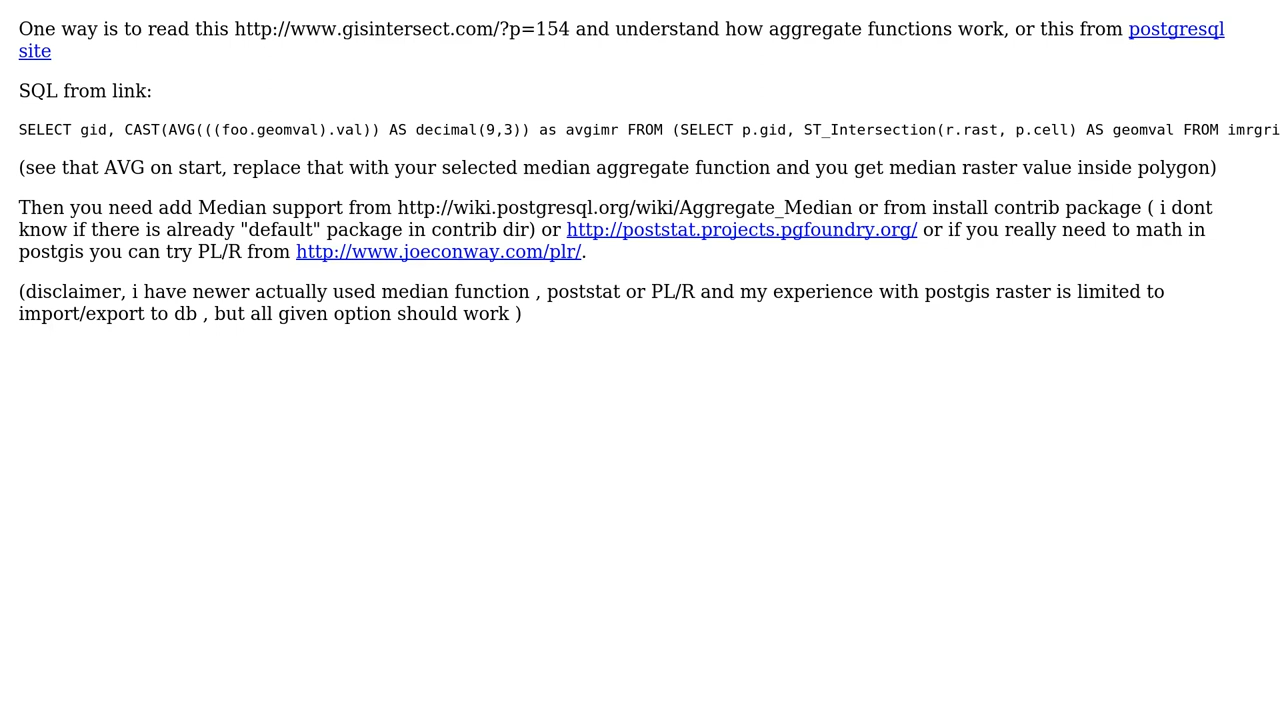 One way is to read this http://www.gisintersect.com/?p=154 and understand how aggregate functions work, or this from postgresql
site
SQL from link:
SELECT gid, CAST(AVG(((foo.geomval).val)) AS decimal(9,3)) as avgimr FROM (SELECT p.gid, ST_Intersection(r.rast, p.cell) AS geomval FROM imrgri
(see that AVG on start, replace that with your selected median aggregate function and you get median raster value inside polygon)
Then you need add Median support from http://wiki.postgresql.org/wiki/Aggregate_Median or from install contrib package ( i dont
know if there is already "default" package in contrib dir) or http://poststat.projects.pgfoundry.org/ or if you really need to math in
postgis you can try PL/R from http://www.joeconway.com/plr/.
(disclaimer, i have newer actually used median function , poststat or PL/R and my experience with postgis raster is limited to
import/export to db , but all given option should work )